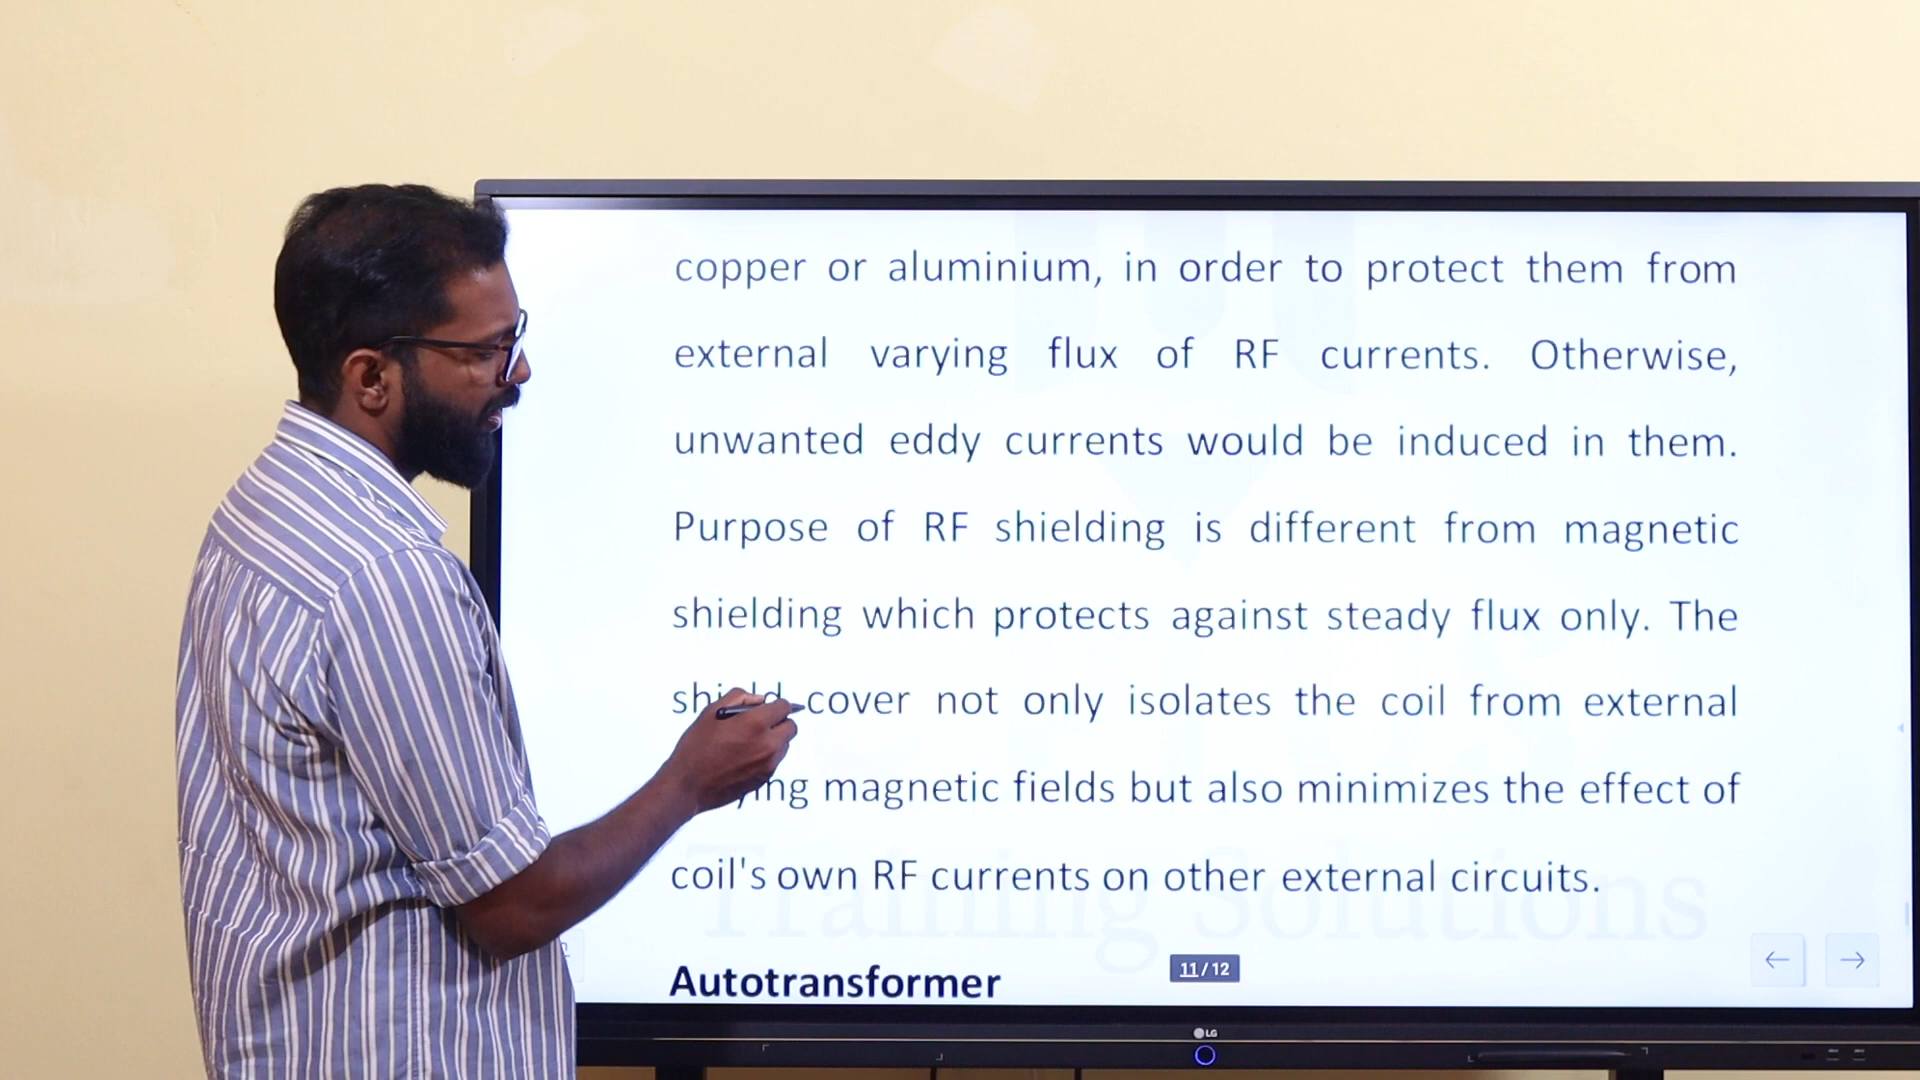 copper or aluminium, in order to protect them from
external varying flux of RF currents. Otherwise,
unwanted eddy currents would be induced in them.
Purpose of RF shielding is different from magnetic
shielding which protects against steady flux only. The
shield cover not only isolates the coil from external
magnetic fields but also minimizes the effect of
coil's own RF currents on other external circuits.
Training Solutions
Autotransformer
11 / 12
LG